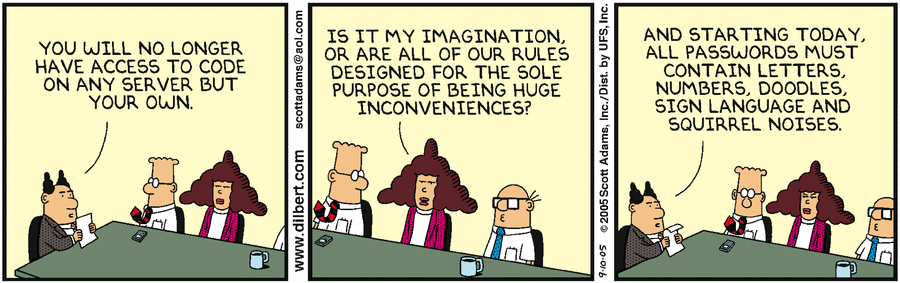 YOU WILL NO LONGER
HAVE ACCESS TO CODE
ON ANY SERVER BUT
YOUR OWN.
scottadams@aol.com
www.dilbert.com
IS IT MY IMAGINATION,
OR ARE ALL OF OUR RULES
DESIGNED FOR THE SOLE
PURPOSE OF BEING HUGE
INCONVENIENCES?
9-10-05 ©2005 Scott Adams, Inc./Dist. by UFS, Inc.
AND STARTING TODAY,
ALL PASSWORDS MUST
CONTAIN LETTERS,
NUMBERS, DOODLES,
SIGN LANGUAGE AND
SQUIRREL NOISES.